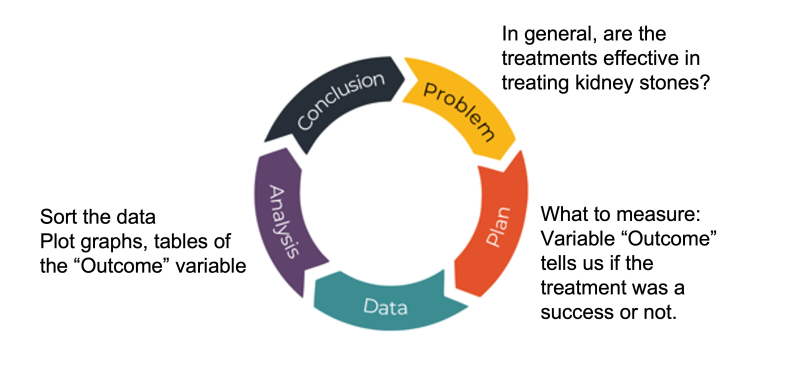 In general, are the
treatments effective in
treating kidney stones?
Conclusion
Problem
Analysis
Plan
Data
Sort the data
Plot graphs, tables of
the “Outcome” variable
What to measure:
Variable “Outcome”
tells us if the
treatment was a
success or not.